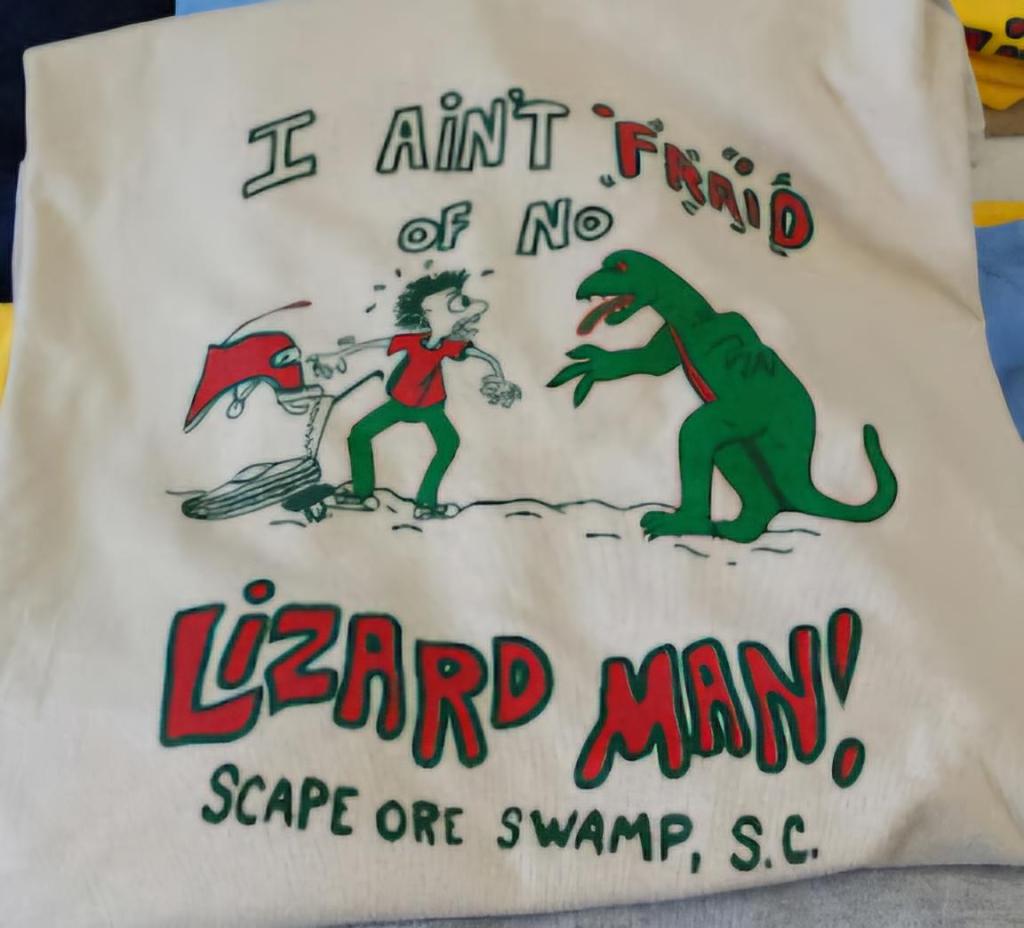 I AiN'T FRAiD
OF NO
LiZARD MAN!
SCAPE ORE SWAMP, S.C.